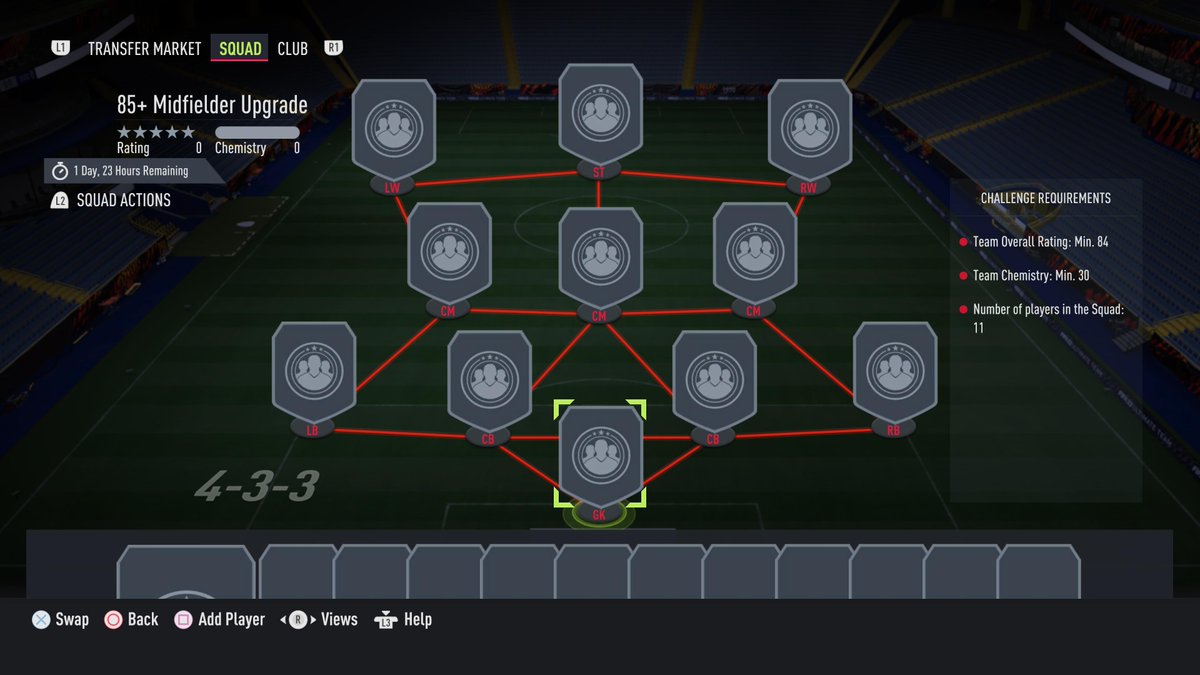 L1 TRANSFER MARKET SQUAD CLUB R1
85+ Midfielder Upgrade
Rating 0 Chemistry 0
1 Day, 23 Hours Remaining
L2 SQUAD ACTIONS
LW ST RW
CM CM CM
LB CB CB RB
GK
4-3-3
CHALLENGE REQUIREMENTS
Team Overall Rating: Min. 84
Team Chemistry: Min. 30
Number of players in the Squad:
11
Swap Back Add Player R Views L3 Help